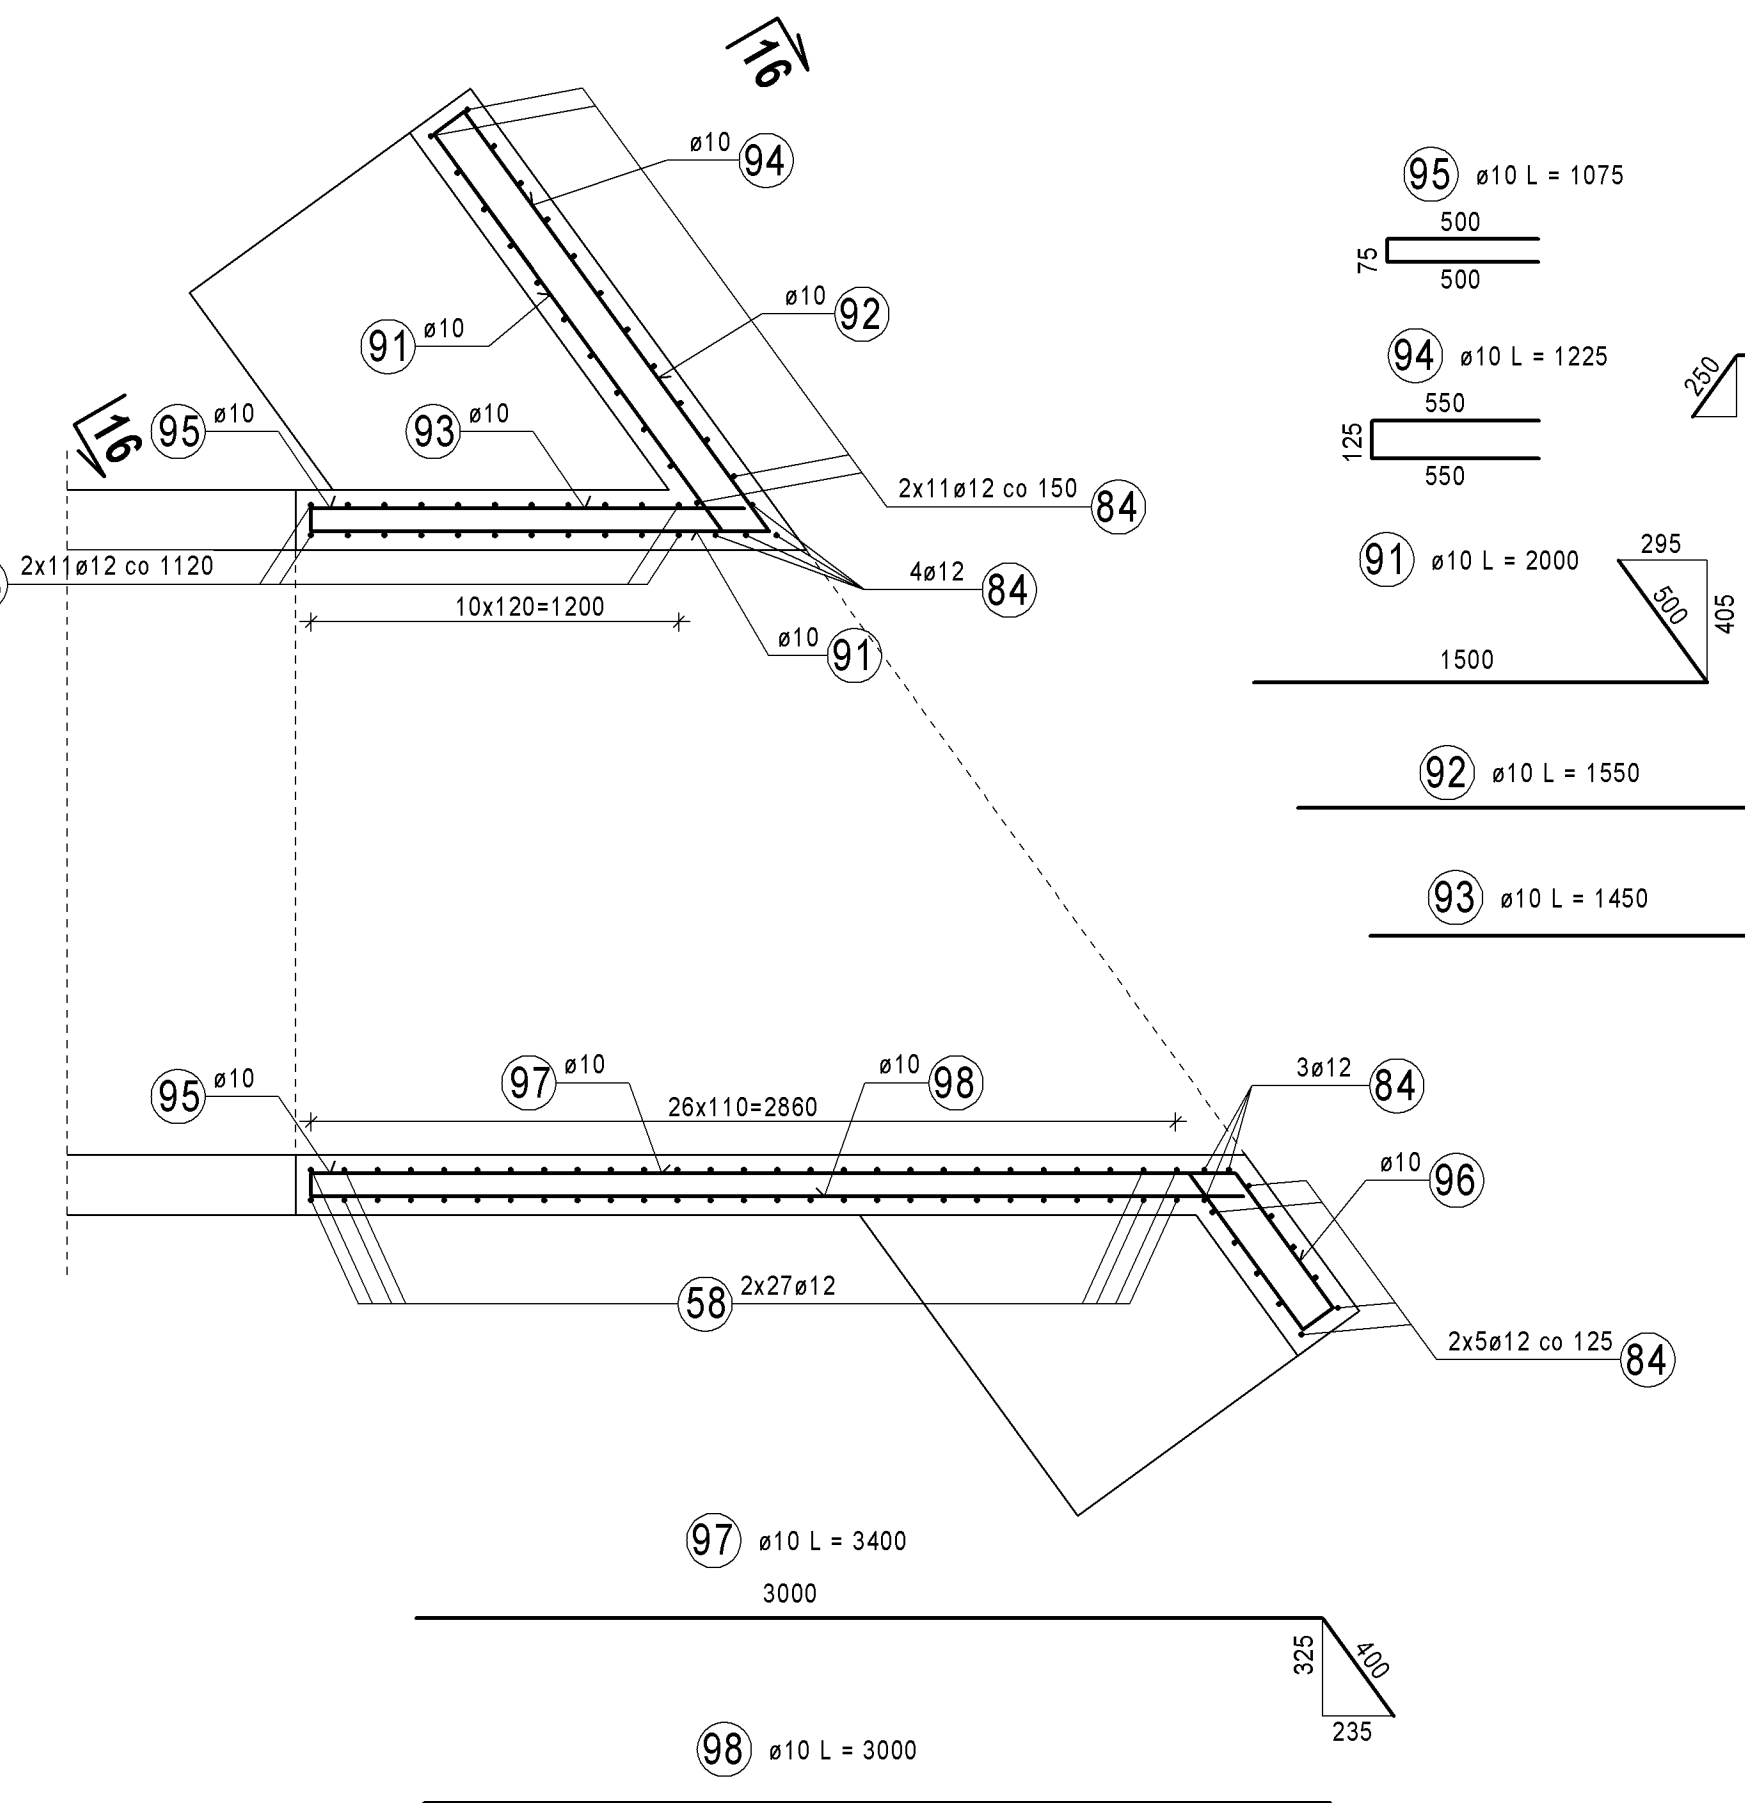 16
ø10 94
95 ø10 L = 1075
500
75
500
ø10 92
91 ø10
94 ø10 L = 1225
250
550
125
550
16
95 ø10
93 ø10
2x11ø12 co 150 84
91 ø10 L = 2000
295
500
405
1500
2x11ø12 co 1120
4ø12 84
10x120=1200
ø10 91
92 ø10 L = 1550
93 ø10 L = 1450
95 ø10
97 ø10
ø10 98
3ø12 84
26x110=2860
ø10 96
58 2x27ø12
2x5ø12 co 125 84
97 ø10 L = 3400
3000
325
400
235
98 ø10 L = 3000